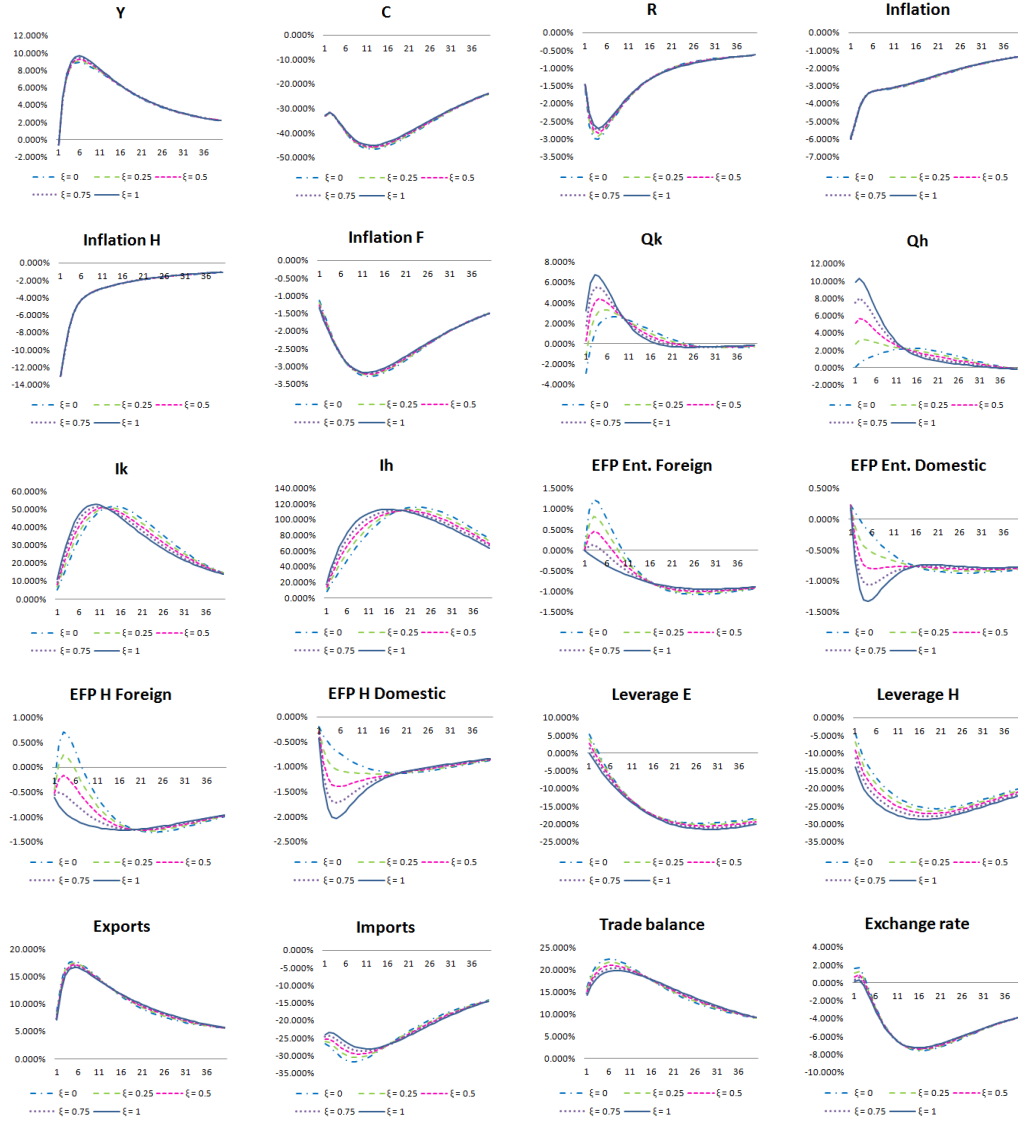 Y
12.000%
10.000%
8.000%
6.000%
4.000%
2.000%
0.000%
-2.000%
1 6 11 16 21 26 31 36
ξ = 0 ξ = 0.25 ξ = 0.5
ξ = 0.75 ξ = 1
C
0.000%
1 6 11 16 21 26 31 36
-10.000%
-20.000%
-30.000%
-40.000%
-50.000%
ξ = 0 ξ = 0.25 ξ = 0.5
ξ = 0.75 ξ = 1
R
0.000%
1 6 11 16 21 26 31 36
-0.500%
-1.000%
-1.500%
-2.000%
-2.500%
-3.000%
-3.500%
ξ = 0 ξ = 0.25 ξ = 0.5
ξ = 0.75 ξ = 1
Inflation
0.000%
1 6 11 16 21 26 31 36
-1.000%
-2.000%
-3.000%
-4.000%
-5.000%
-6.000%
-7.000%
ξ = 0 ξ = 0.25 ξ = 0.5
ξ = 0.75 ξ = 1
Inflation H
0.000%
1 6 11 16 21 26 31 36
-2.000%
-4.000%
-6.000%
-8.000%
-10.000%
-12.000%
-14.000%
ξ = 0 ξ = 0.25 ξ = 0.5
ξ = 0.75 ξ = 1
Inflation F
0.000%
1 6 11 16 21 26 31 36
-0.500%
-1.000%
-1.500%
-2.000%
-2.500%
-3.000%
-3.500%
ξ = 0 ξ = 0.25 ξ = 0.5
ξ = 0.75 ξ = 1
Qk
8.000%
6.000%
4.000%
2.000%
0.000%
1 6 11 16 21 26 31 36
-2.000%
-4.000%
ξ = 0 ξ = 0.25 ξ = 0.5
ξ = 0.75 ξ = 1
Qh
12.000%
10.000%
8.000%
6.000%
4.000%
2.000%
0.000%
1 6 11 16 21 26 31 36
-2.000%
ξ = 0 ξ = 0.25 ξ = 0.5
ξ = 0.75 ξ = 1
Ik
60.000%
50.000%
40.000%
30.000%
20.000%
10.000%
0.000%
1 6 11 16 21 26 31 36
ξ = 0 ξ = 0.25 ξ = 0.5
ξ = 0.75 ξ = 1
Ih
140.000%
120.000%
100.000%
80.000%
60.000%
40.000%
20.000%
0.000%
1 6 11 16 21 26 31 36
ξ = 0 ξ = 0.25 ξ = 0.5
ξ = 0.75 ξ = 1
EFP Ent. Foreign
1.500%
1.000%
0.500%
0.000%
1 6 11 16 21 26 31 36
-0.500%
-1.000%
-1.500%
ξ = 0 ξ = 0.25 ξ = 0.5
ξ = 0.75 ξ = 1
EFP Ent. Domestic
0.500%
0.000%
1 6 11 16 21 26 31 36
-0.500%
-1.000%
-1.500%
ξ = 0 ξ = 0.25 ξ = 0.5
ξ = 0.75 ξ = 1
EFP H Foreign
1.000%
0.500%
0.000%
1 6 11 16 21 26 31 36
-0.500%
-1.000%
-1.500%
ξ = 0 ξ = 0.25 ξ = 0.5
ξ = 0.75 ξ = 1
EFP H Domestic
0.000%
1 6 11 16 21 26 31 36
-0.500%
-1.000%
-1.500%
-2.000%
-2.500%
ξ = 0 ξ = 0.25 ξ = 0.5
ξ = 0.75 ξ = 1
Leverage E
10.000%
5.000%
0.000%
1 6 11 16 21 26 31 36
-5.000%
-10.000%
-15.000%
-20.000%
-25.000%
ξ = 0 ξ = 0.25 ξ = 0.5
ξ = 0.75 ξ = 1
Leverage H
0.000%
1 6 11 16 21 26 31 36
-5.000%
-10.000%
-15.000%
-20.000%
-25.000%
-30.000%
-35.000%
ξ = 0 ξ = 0.25 ξ = 0.5
ξ = 0.75 ξ = 1
Exports
20.000%
15.000%
10.000%
5.000%
0.000%
1 6 11 16 21 26 31 36
ξ = 0 ξ = 0.25 ξ = 0.5
ξ = 0.75 ξ = 1
Imports
0.000%
1 6 11 16 21 26 31 36
-5.000%
-10.000%
-15.000%
-20.000%
-25.000%
-30.000%
-35.000%
ξ = 0 ξ = 0.25 ξ = 0.5
ξ = 0.75 ξ = 1
Trade balance
25.000%
20.000%
15.000%
10.000%
5.000%
0.000%
1 6 11 16 21 26 31 36
ξ = 0 ξ = 0.25 ξ = 0.5
ξ = 0.75 ξ = 1
Exchange rate
4.000%
2.000%
0.000%
1 6 11 16 21 26 31 36
-2.000%
-4.000%
-6.000%
-8.000%
-10.000%
ξ = 0 ξ = 0.25 ξ = 0.5
ξ = 0.75 ξ = 1